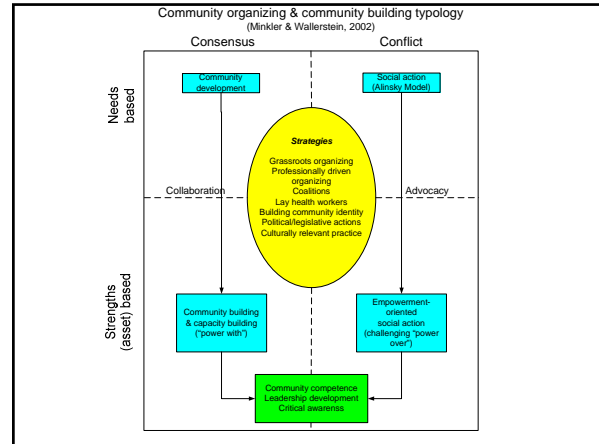 Community organizing & community building typology
(Minkler & Wallerstein, 2002)
Consensus
Conflict
Needs
based
Community
development
Social action
(Alinsky Model)
Strategies
Grassroots organizing
Professionally driven
organizing
Coalitions
Lay health workers
Building community identity
Political/legislative actions
Culturally relevant practice
Collaboration
Advocacy
Strengths
(asset) based
Community building
& capacity building
("power with")
Empowerment-
oriented
social action
(challenging "power
over")
Community competence
Leadership development
Critical awarenss